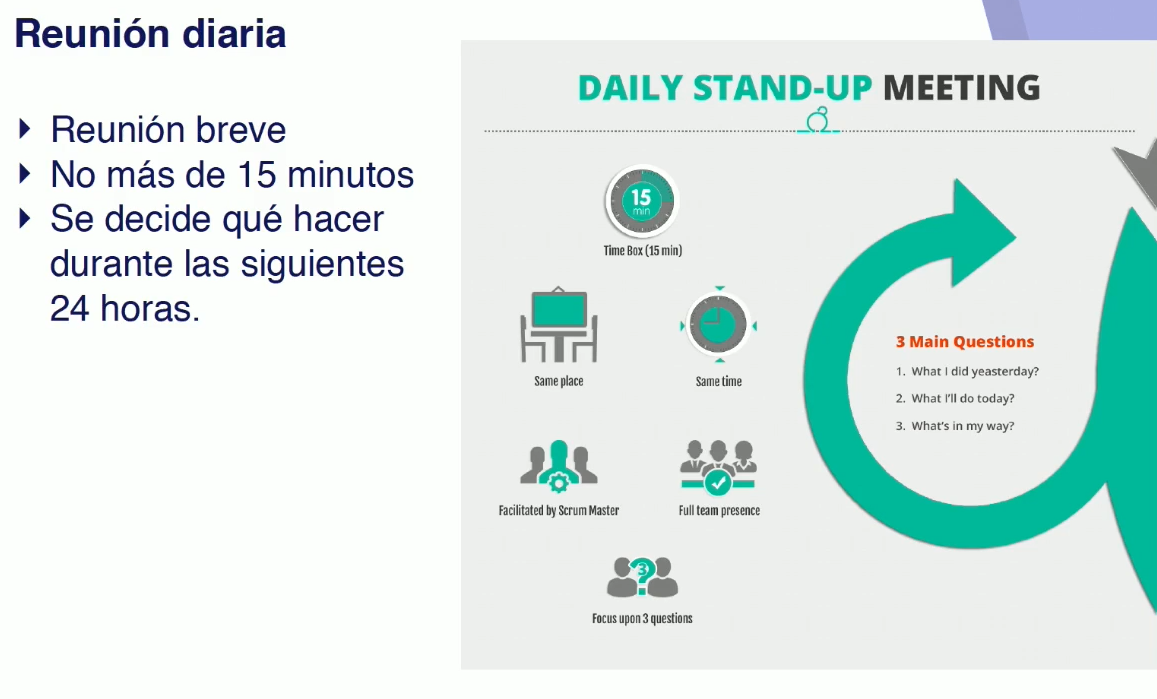 Reunión diaria
Reunión breve
No más de 15 minutos
Se decide qué hacer
durante las siguientes
24 horas.
DAILY STAND-UP MEETING
15
min
Time Box (15 min)
Same place
Same time
Facilitated by Scrum Master
Full team presence
3
Focus upon 3 questions
3 Main Questions
1. What I did yeasterday?
2. What I'll do today?
3. What's in my way?